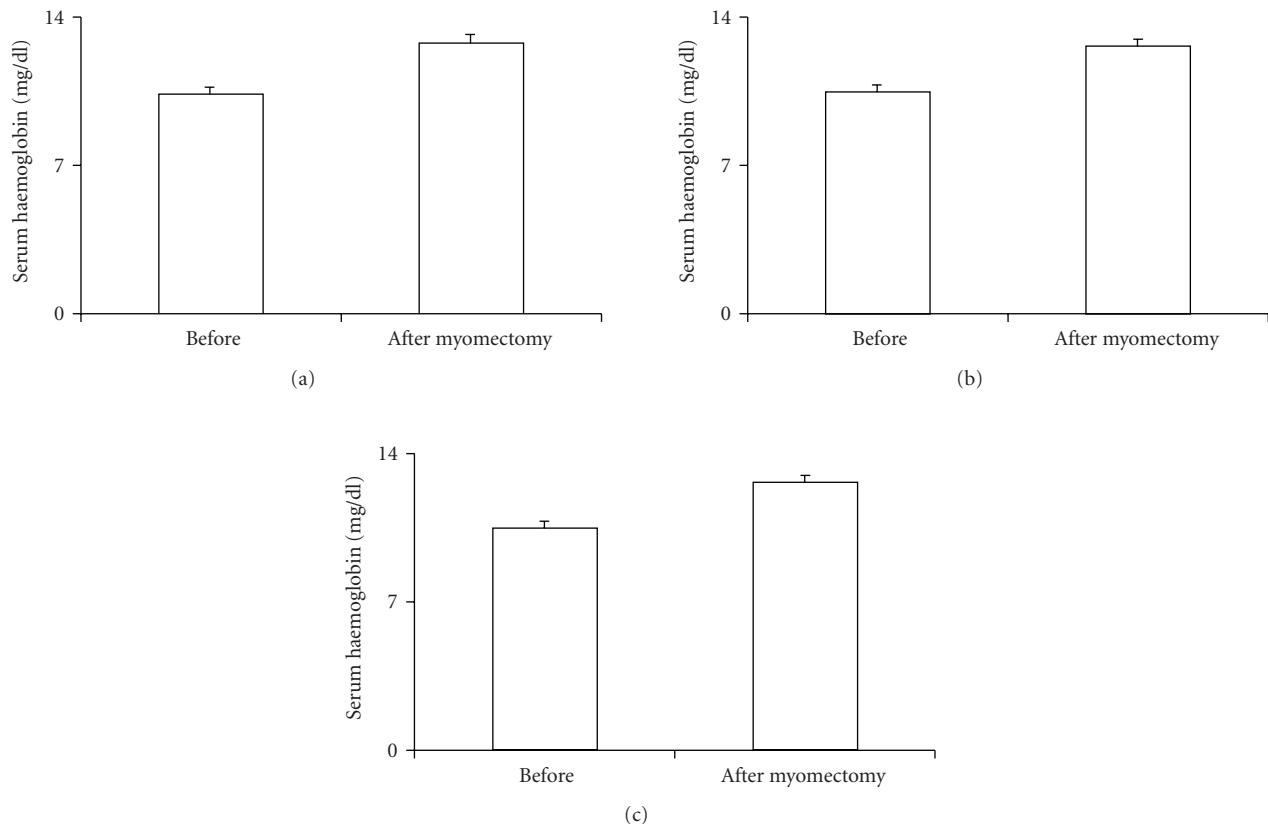 Serum haemoglobin (mg/dl)
14
7
0
Before
After myomectomy
(a)
Serum haemoglobin (mg/dl)
14
7
0
Before
After myomectomy
(b)
Serum haemoglobin (mg/dl)
14
7
0
Before
After myomectomy
(c)